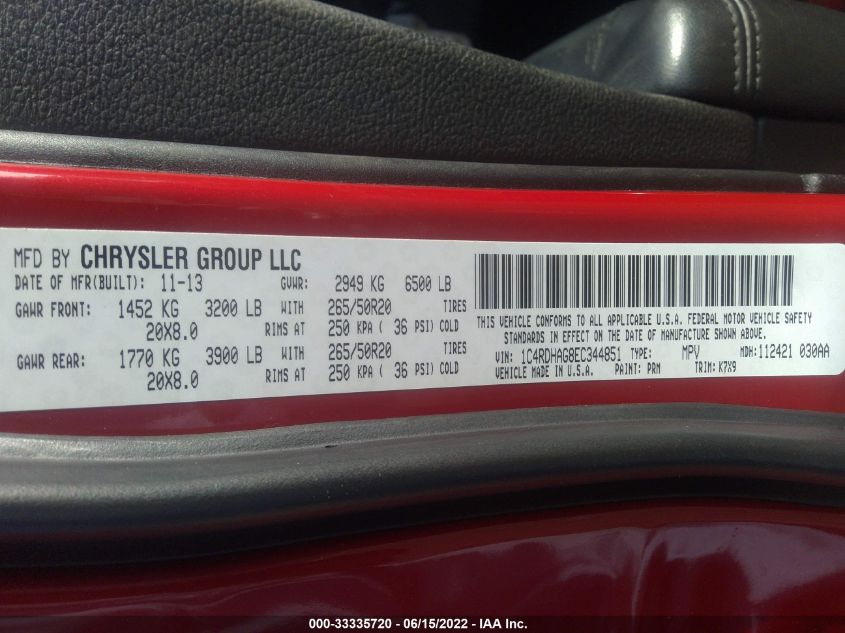 MFD BY CHRYSLER GROUP LLC
DATE OF MFR(BUILT): 11-13 GVWR: 2949 KG 6500 LB
GAWR FRONT: 1452 KG 3200 LB WITH 265/50R20 TIRES
20X8.0 RIMS AT 250 KPA ( 36 PSI) COLD
GAWR REAR: 1770 KG 3900 LB WITH 265/50R20 TIRES
20X8.0 RIMS AT 250 KPA ( 36 PSI) COLD
THIS VEHICLE CONFORMS TO ALL APPLICABLE U.S.A. FEDERAL MOTOR VEHICLE SAFETY
STANDARDS IN EFFECT ON THE DATE OF MANUFACTURE SHOWN ABOVE.
VIN: 1C4RDHAG8EC344851 TYPE: MPV MDH: 112421 030AA
VEHICLE MADE IN U.S.A. PAINT: PRM TRIM: K7X9
000-33335720 - 06/15/2022 - IAA Inc.